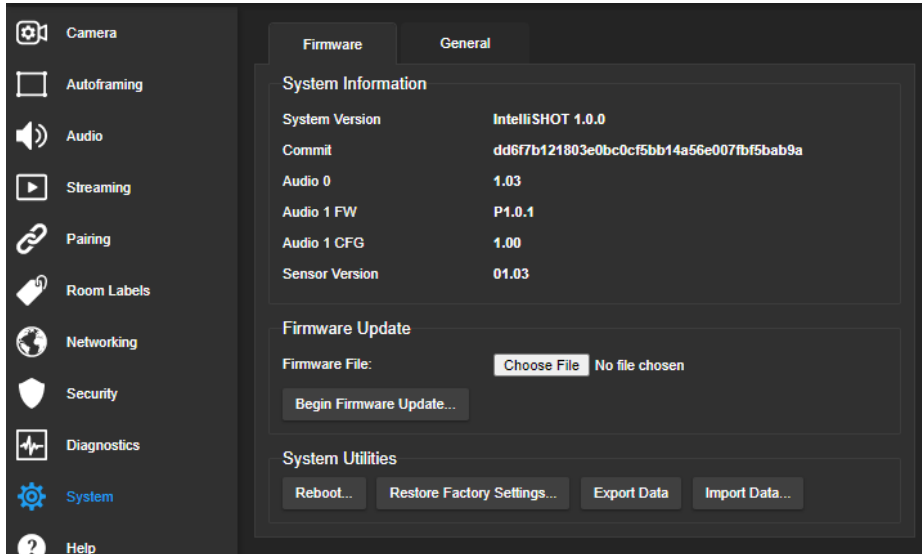 Camera
Autoframing
Audio
Streaming
Pairing
Room Labels
Networking
Security
Diagnostics
System
Help
Firmware
General
System Information
System Version IntelliSHOT 1.0.0
Commit dd6f7b121803e0bc0cf5bb14a56e007fbf5bab9a
Audio 0 1.03
Audio 1 FW P1.0.1
Audio 1 CFG 1.00
Sensor Version 01.03
Firmware Update
Firmware File: Choose File No file chosen
Begin Firmware Update...
System Utilities
Reboot... Restore Factory Settings... Export Data Import Data...